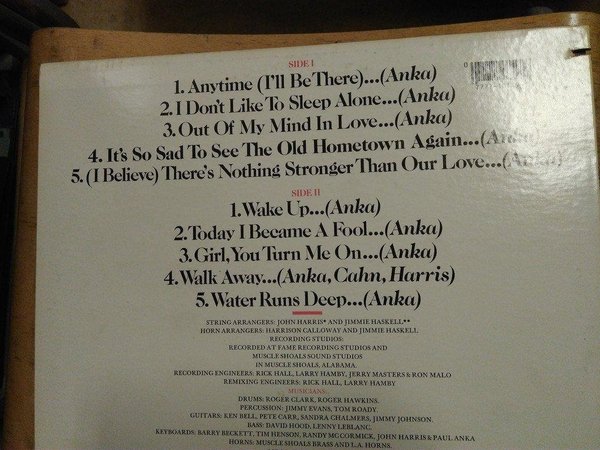 SIDE I
1. Anytime (I'll Be There)...(Anka)
2. I Don't Like To Sleep Alone...(Anka)
3. Out Of My Mind In Love...(Anka)
4. It's So Sad To See The Old Hometown Again...(Anka)
5. (I Believe) There's Nothing Stronger Than Our Love...(Anka)
SIDE II
1. Wake Up...(Anka)
2. Today I Became A Fool...(Anka)
3. Girl, You Turn Me On...(Anka)
4. Walk Away...(Anka, Cahn, Harris)
5. Water Runs Deep...(Anka)
STRING ARRANGERS: JOHN HARRIS* AND JIMMIE HASKELL**
HORN ARRANGERS: HARRISON CALLOWAY AND JIMMIE HASKELL
RECORDING STUDIOS:
RECORDED AT FAME RECORDING STUDIOS AND
MUSCLE SHOALS SOUND STUDIOS
IN MUSCLE SHOALS, ALABAMA.
RECORDING ENGINEERS: RICK HALL, LARRY HAMBY, JERRY MASTERS & RON MALO
REMIXING ENGINEERS: RICK HALL, LARRY HAMBY
MUSICIANS:
DRUMS: ROGER CLARK, ROGER HAWKINS.
PERCUSSION: JIMMY EVANS, TOM ROADY.
GUITARS: KEN BELL, PETE CARR, SANDRA CHALMERS, JIMMY JOHNSON.
BASS: DAVID HOOD, LENNY LEBLANC.
KEYBOARDS: BARRY BECKETT, TIM HENSON, RANDY McCORMICK, JOHN HARRIS & PAUL ANKA
HORNS: MUSCLE SHOALS BRASS AND L.A. HORNS.